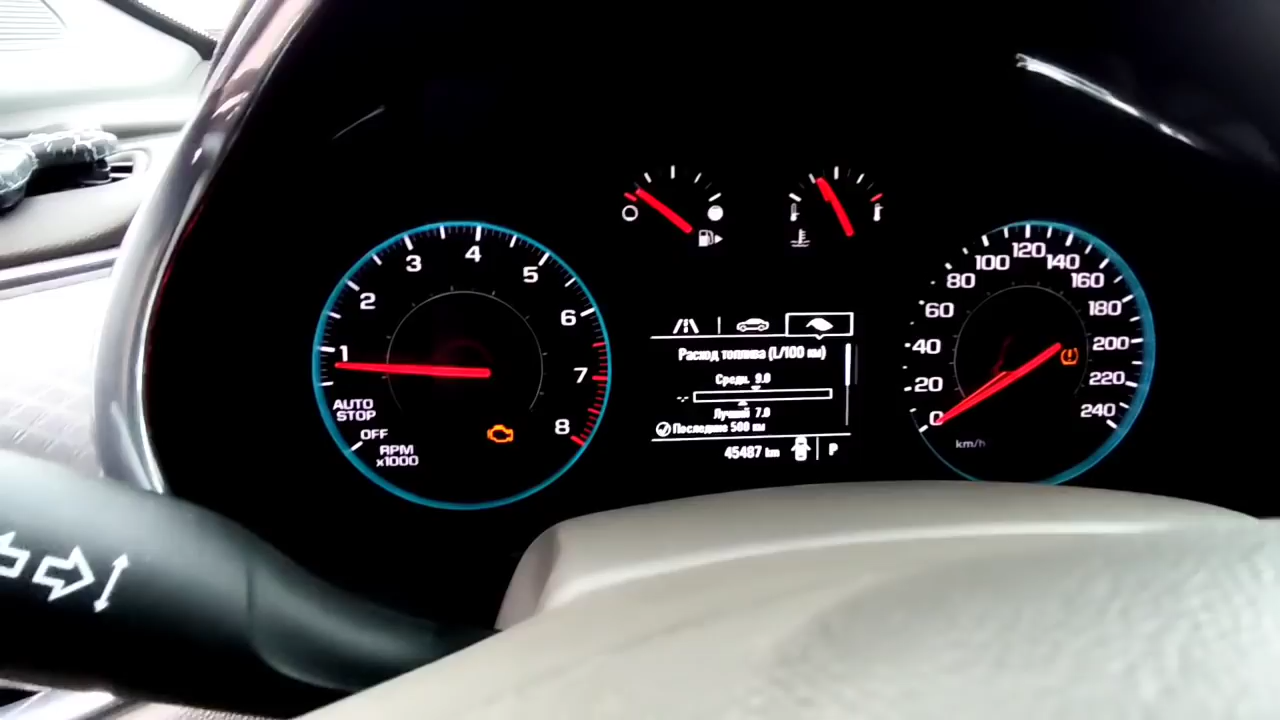 1
2
3
4
5
6
7
8
AUTO
STOP
OFF
RPM
x1000
Расход топлива (L/100 км)
Средн. 9.0
-.-
Лучший 7.0
Последние 500 км
45487 km P
0
20
40
60
80
100
120
140
160
180
200
220
240
km/h